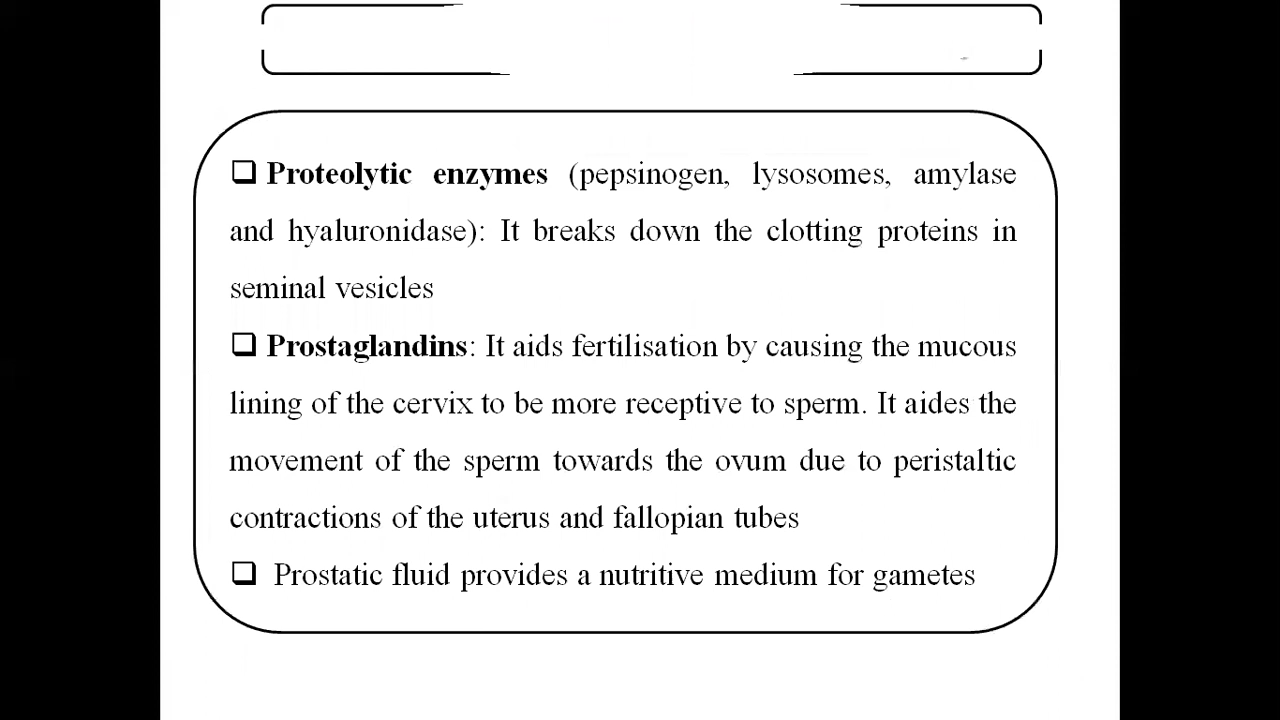 Proteolytic enzymes (pepsinogen, lysosomes, amylase
and hyaluronidase): It breaks down the clotting proteins in
seminal vesicles
Prostaglandins: It aids fertilisation by causing the mucous
lining of the cervix to be more receptive to sperm. It aides the
movement of the sperm towards the ovum due to peristaltic
contractions of the uterus and fallopian tubes
Prostatic fluid provides a nutritive medium for gametes